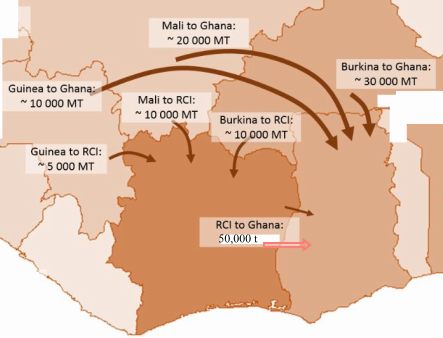 Mali to Ghana:
~ 20 000 MT
Burkina to Ghana:
~ 30 000 MT
Guinea to Ghana:
~ 10 000 MT
Mali to RCI:
~ 10 000 MT
Burkina to RCI:
~ 10 000 MT
Guinea to RCI:
~ 5 000 MT
RCI to Ghana:
50,000 t